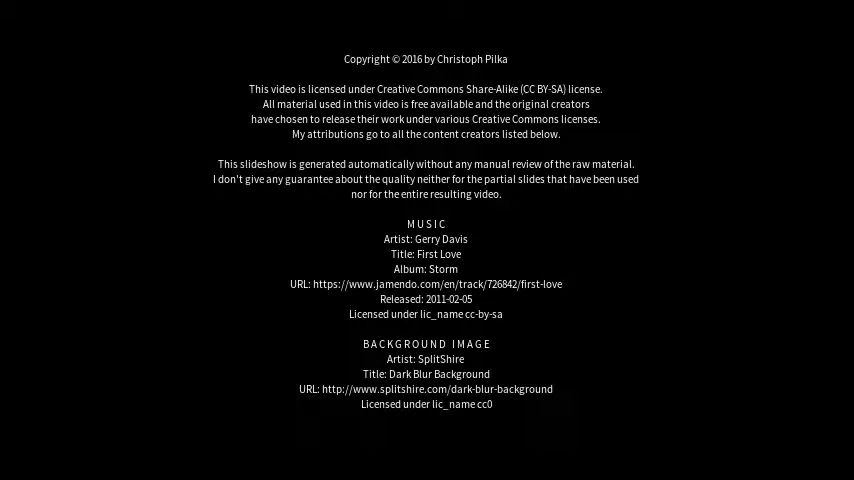 Copyright © 2016 by Christoph Pilka
This video is licensed under Creative Commons Share-Alike (CC BY-SA) license.
All material used in this video is free available and the original creators
have chosen to release their work under various Creative Commons licenses.
My attributions go to all the content creators listed below.
This slideshow is generated automatically without any manual review of the raw material.
I don't give any guarantee about the quality neither for the partial slides that have been used
nor for the entire resulting video.
MUSIC
Artist: Gerry Davis
Title: First Love
Album: Storm
URL: https://www.jamendo.com/en/track/726842/first-love
Released: 2011-02-05
Licensed under lic_name cc-by-sa
BACKGROUND IMAGE
Artist: SplitShire
Title: Dark Blur Background
URL: http://www.splitshire.com/dark-blur-background
Licensed under lic_name cc0